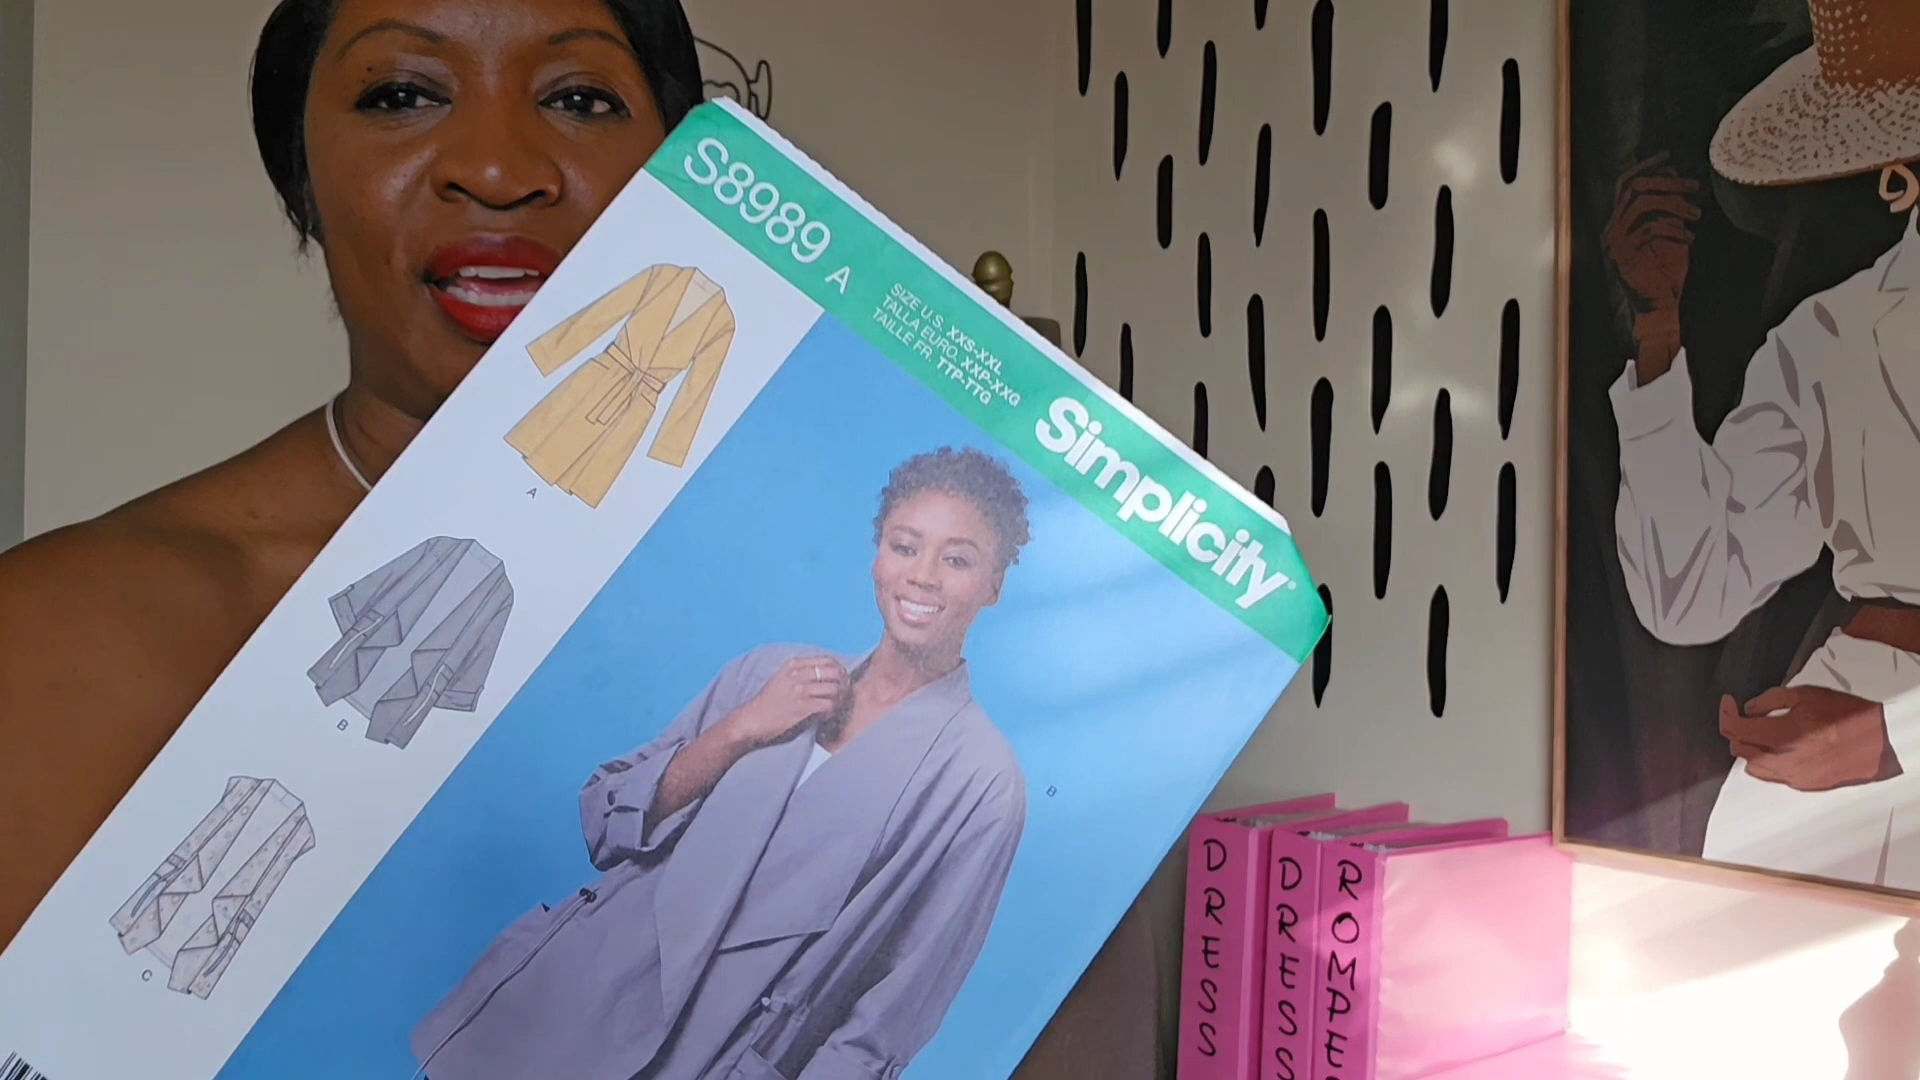 S8989 A
SIZE U.S. XXS-XXL
TALLA EURO. XXP-XXG
TAILLE FR. TTP-TTG
Simplicity®
A
B
C
B
DRESS
DRESS
ROMPE